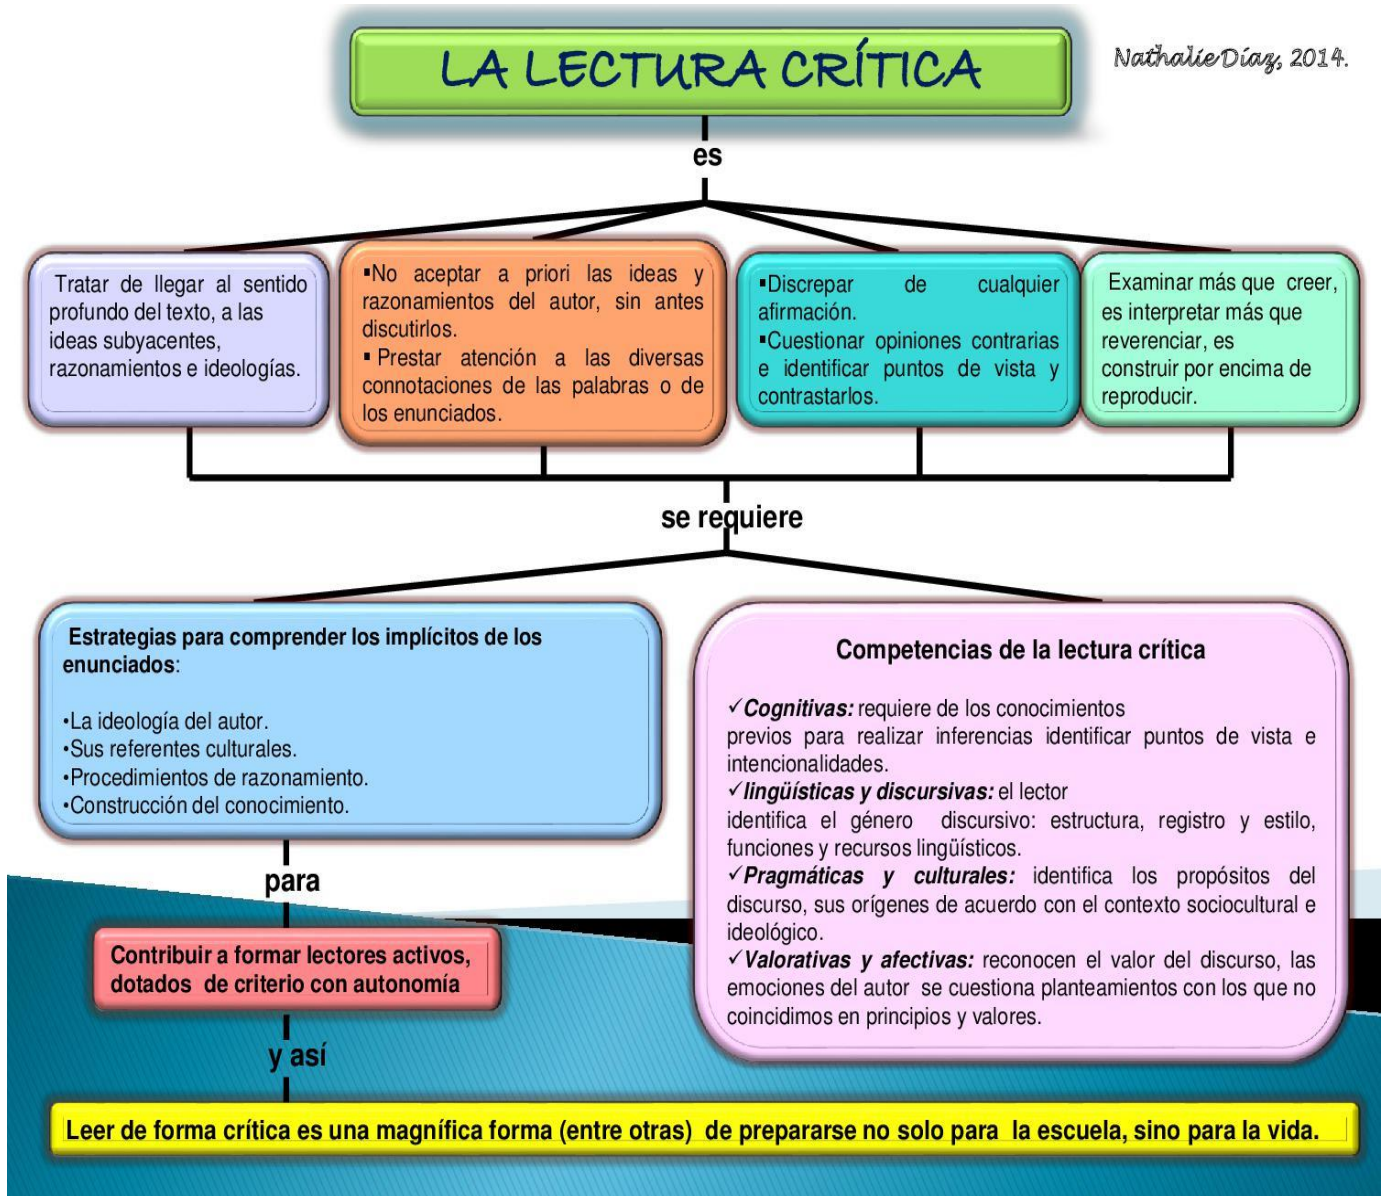 LA LECTURA CRÍTICA
Nathalie Díaz, 2014.
es
Tratar de llegar al sentido
profundo del texto, a las
ideas subyacentes,
razonamientos e ideologías.
▪No aceptar a priori las ideas y
razonamientos del autor, sin antes
discutirlos.
▪ Prestar atención a las diversas
connotaciones de las palabras o de
los enunciados.
▪Discrepar de cualquier
afirmación.
▪Cuestionar opiniones contrarias
e identificar puntos de vista y
contrastarlos.
Examinar más que creer,
es interpretar más que
reverenciar, es
construir por encima de
reproducir.
se requiere
Estrategias para comprender los implícitos de los
enunciados:
•La ideología del autor.
•Sus referentes culturales.
•Procedimientos de razonamiento.
•Construcción del conocimiento.
para
Contribuir a formar lectores activos,
dotados de criterio con autonomía
y así
Competencias de la lectura crítica
✓Cognitivas: requiere de los conocimientos
previos para realizar inferencias identificar puntos de vista e
intencionalidades.
✓lingüísticas y discursivas: el lector
identifica el género discursivo: estructura, registro y estilo,
funciones y recursos lingüísticos.
✓Pragmáticas y culturales: identifica los propósitos del
discurso, sus orígenes de acuerdo con el contexto sociocultural e
ideológico.
✓Valorativas y afectivas: reconocen el valor del discurso, las
emociones del autor se cuestiona planteamientos con los que no
coincidimos en principios y valores.
Leer de forma crítica es una magnífica forma (entre otras) de prepararse no solo para la escuela, sino para la vida.